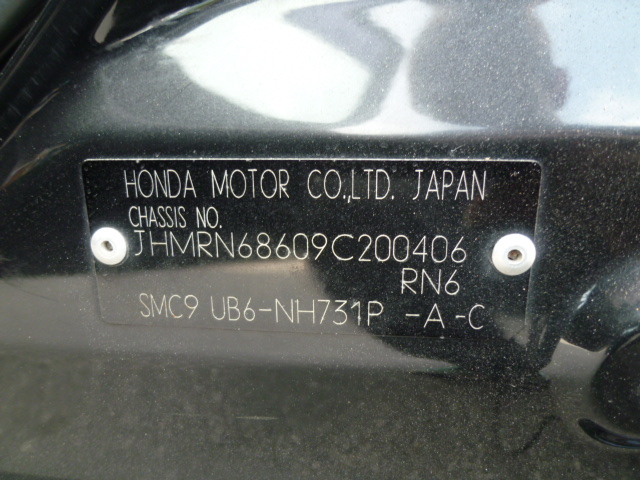 HONDA MOTOR CO.,LTD. JAPAN
CHASSIS NO.
JHMRN68609C200406
RN6
SMC9 UB6-NH731P -A-C